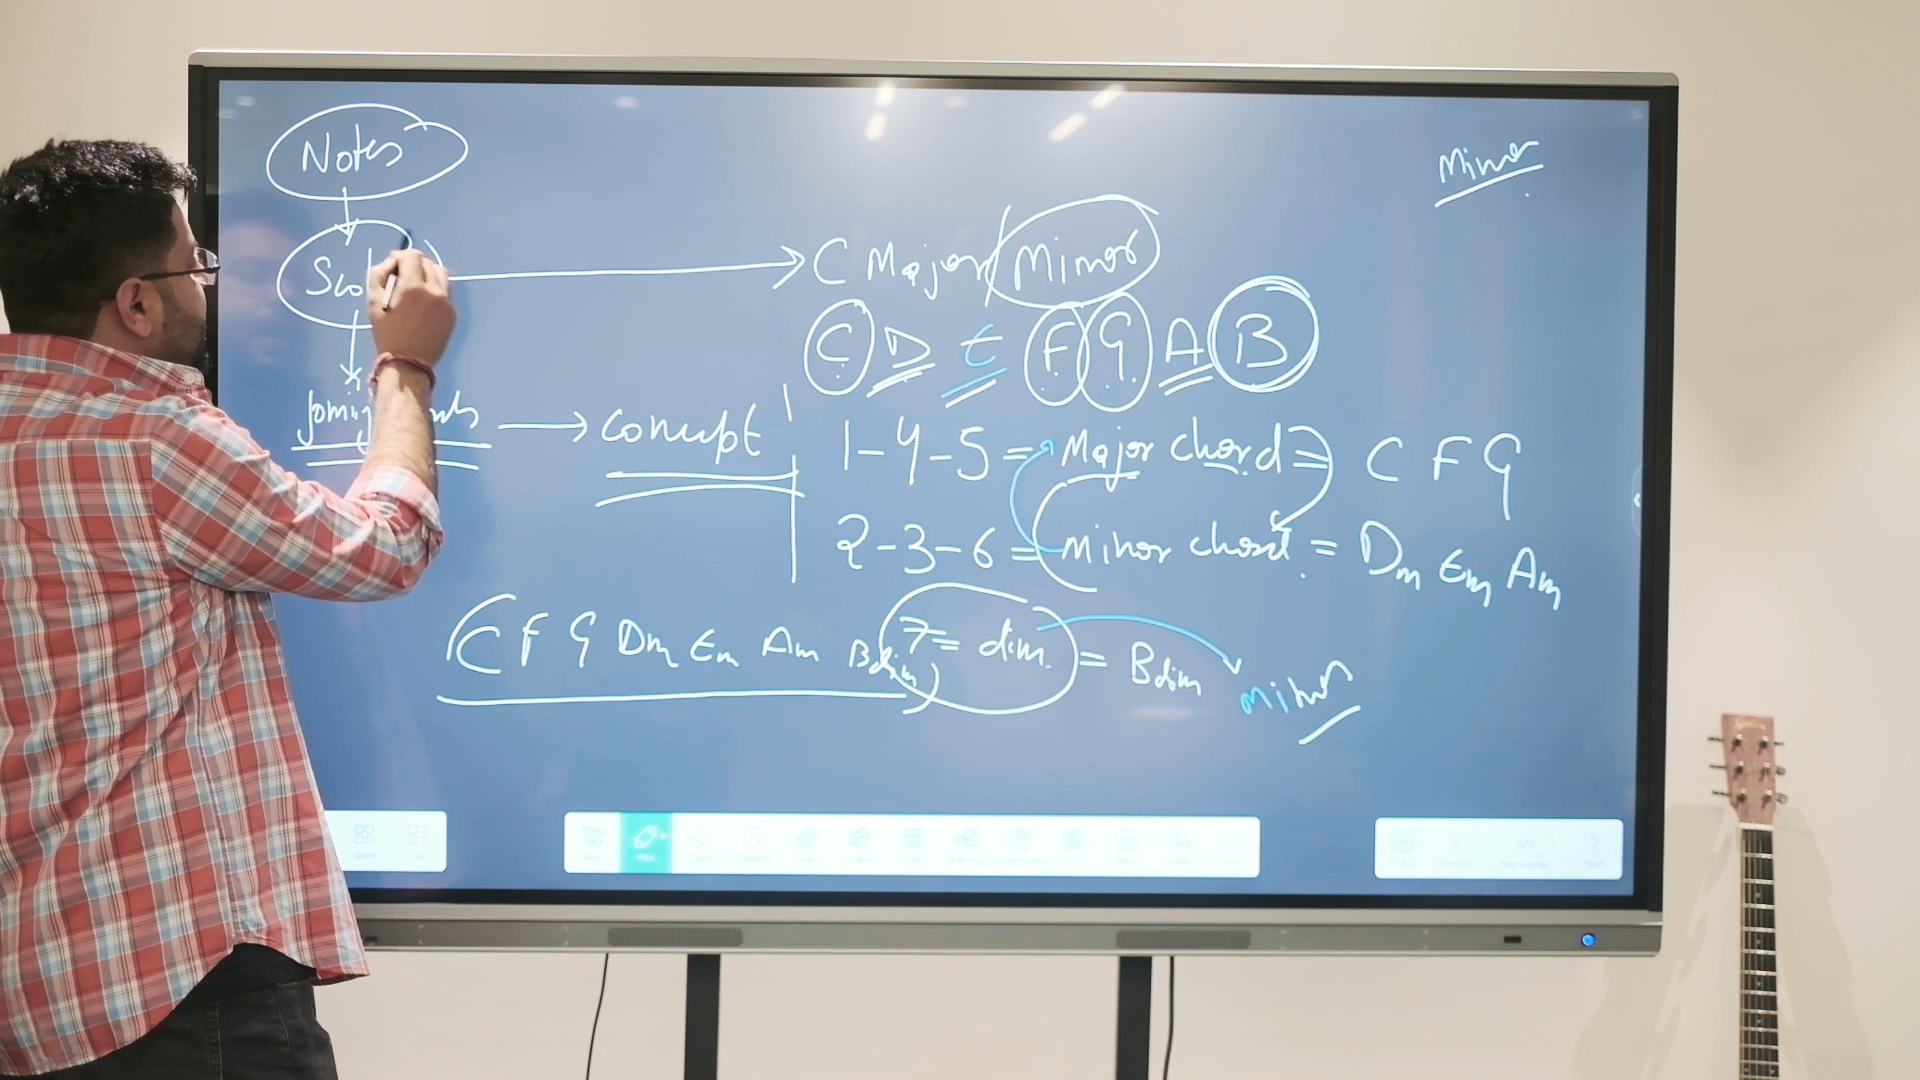 Notes
Minor
C Major/Minor
C D E F G A B
concept
1-4-5 = Major chord = C F G
2-3-6 = Minor chord = Dm Em Am
C F G Dm Em Am Bdim
7 = dim. = Bdim
Minor